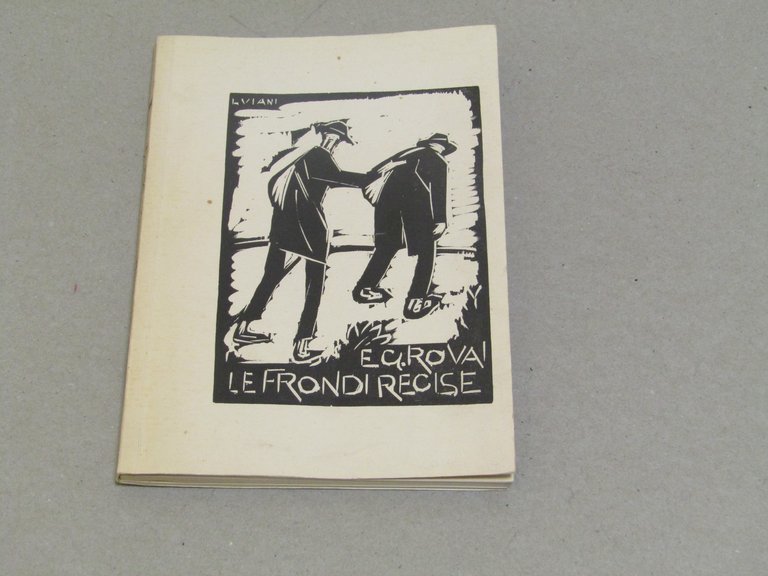 L VIANI
E G. ROVAI
LE FRONDI RECISE